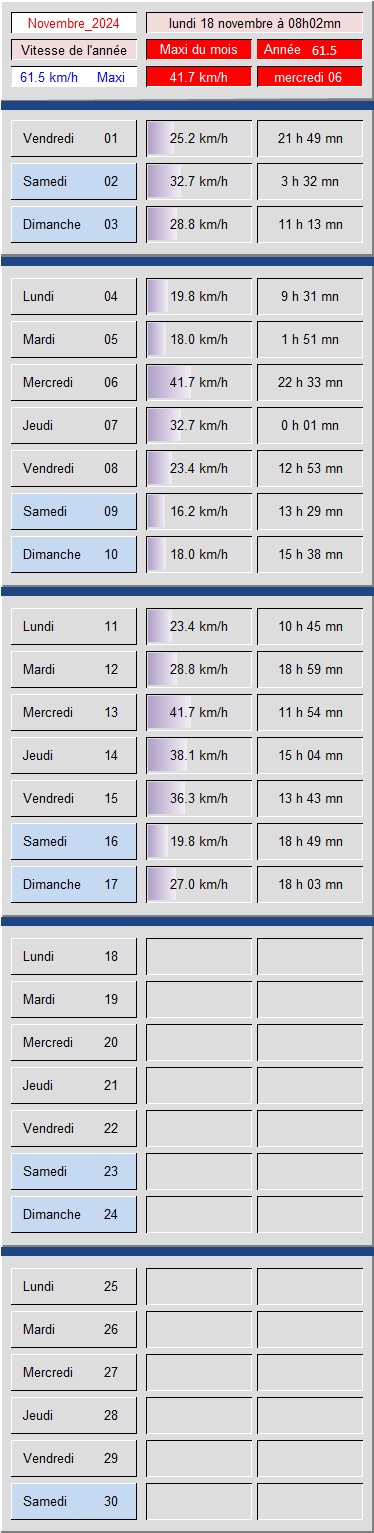 Novembre_2024 lundi 18 novembre à 08h02mn
Vitesse de l'année Maxi du mois Année 61.5
61.5 km/h Maxi 41.7 km/h mercredi 06
Vendredi 01 25.2 km/h 21 h 49 mn
Samedi 02 32.7 km/h 3 h 32 mn
Dimanche 03 28.8 km/h 11 h 13 mn
Lundi 04 19.8 km/h 9 h 31 mn
Mardi 05 18.0 km/h 1 h 51 mn
Mercredi 06 41.7 km/h 22 h 33 mn
Jeudi 07 32.7 km/h 0 h 01 mn
Vendredi 08 23.4 km/h 12 h 53 mn
Samedi 09 16.2 km/h 13 h 29 mn
Dimanche 10 18.0 km/h 15 h 38 mn
Lundi 11 23.4 km/h 10 h 45 mn
Mardi 12 28.8 km/h 18 h 59 mn
Mercredi 13 41.7 km/h 11 h 54 mn
Jeudi 14 38.1 km/h 15 h 04 mn
Vendredi 15 36.3 km/h 13 h 43 mn
Samedi 16 19.8 km/h 18 h 49 mn
Dimanche 17 27.0 km/h 18 h 03 mn
Lundi 18
Mardi 19
Mercredi 20
Jeudi 21
Vendredi 22
Samedi 23
Dimanche 24
Lundi 25
Mardi 26
Mercredi 27
Jeudi 28
Vendredi 29
Samedi 30